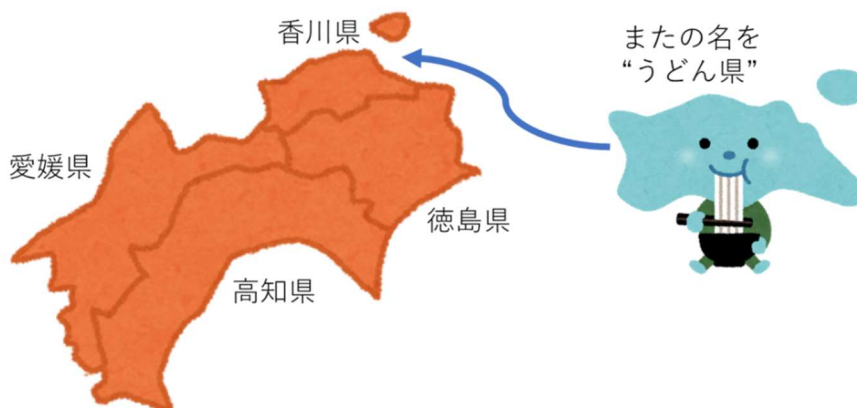 香川県
またの名を
“うどん県”
愛媛県
徳島県
高知県